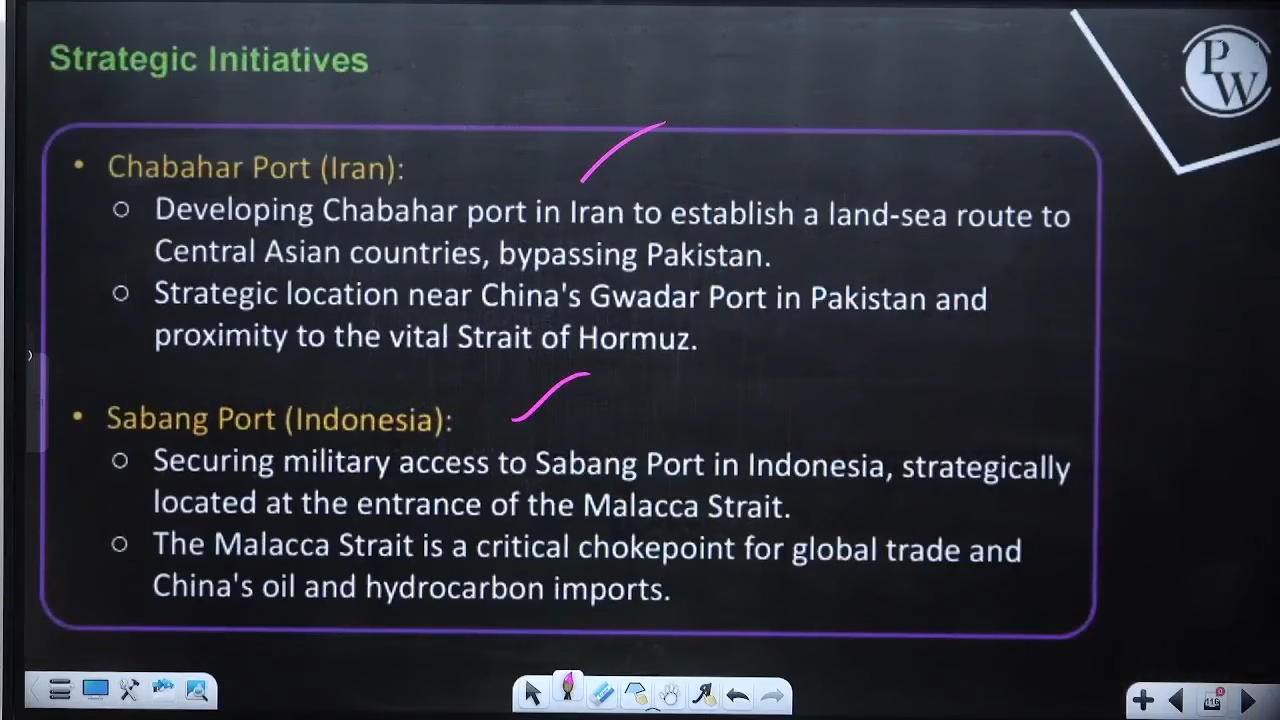 Strategic Initiatives
PW
• Chabahar Port (Iran):
○ Developing Chabahar port in Iran to establish a land-sea route to
Central Asian countries, bypassing Pakistan.
○ Strategic location near China's Gwadar Port in Pakistan and
proximity to the vital Strait of Hormuz.
• Sabang Port (Indonesia):
○ Securing military access to Sabang Port in Indonesia, strategically
located at the entrance of the Malacca Strait.
○ The Malacca Strait is a critical chokepoint for global trade and
China's oil and hydrocarbon imports.